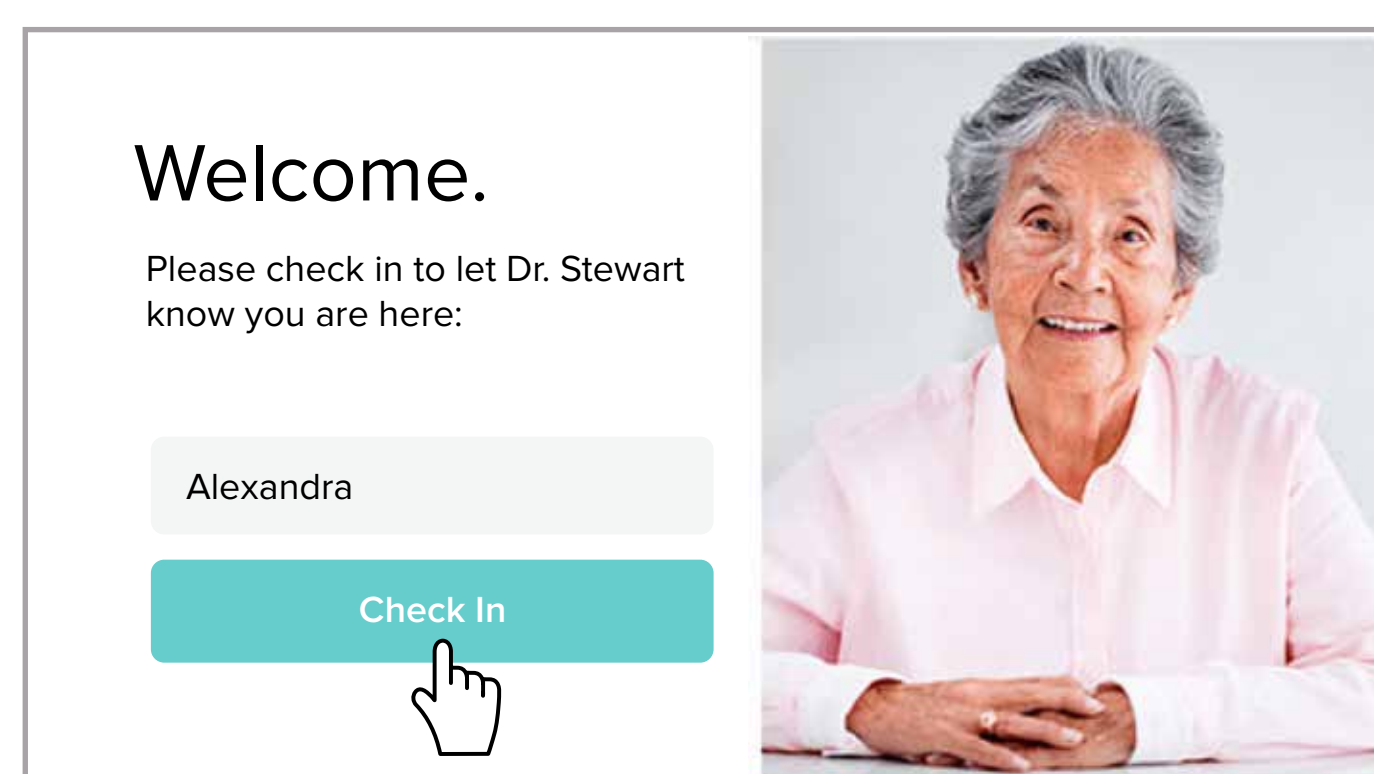 Welcome.
Please check in to let Dr. Stewart
know you are here:
Alexandra
Check In